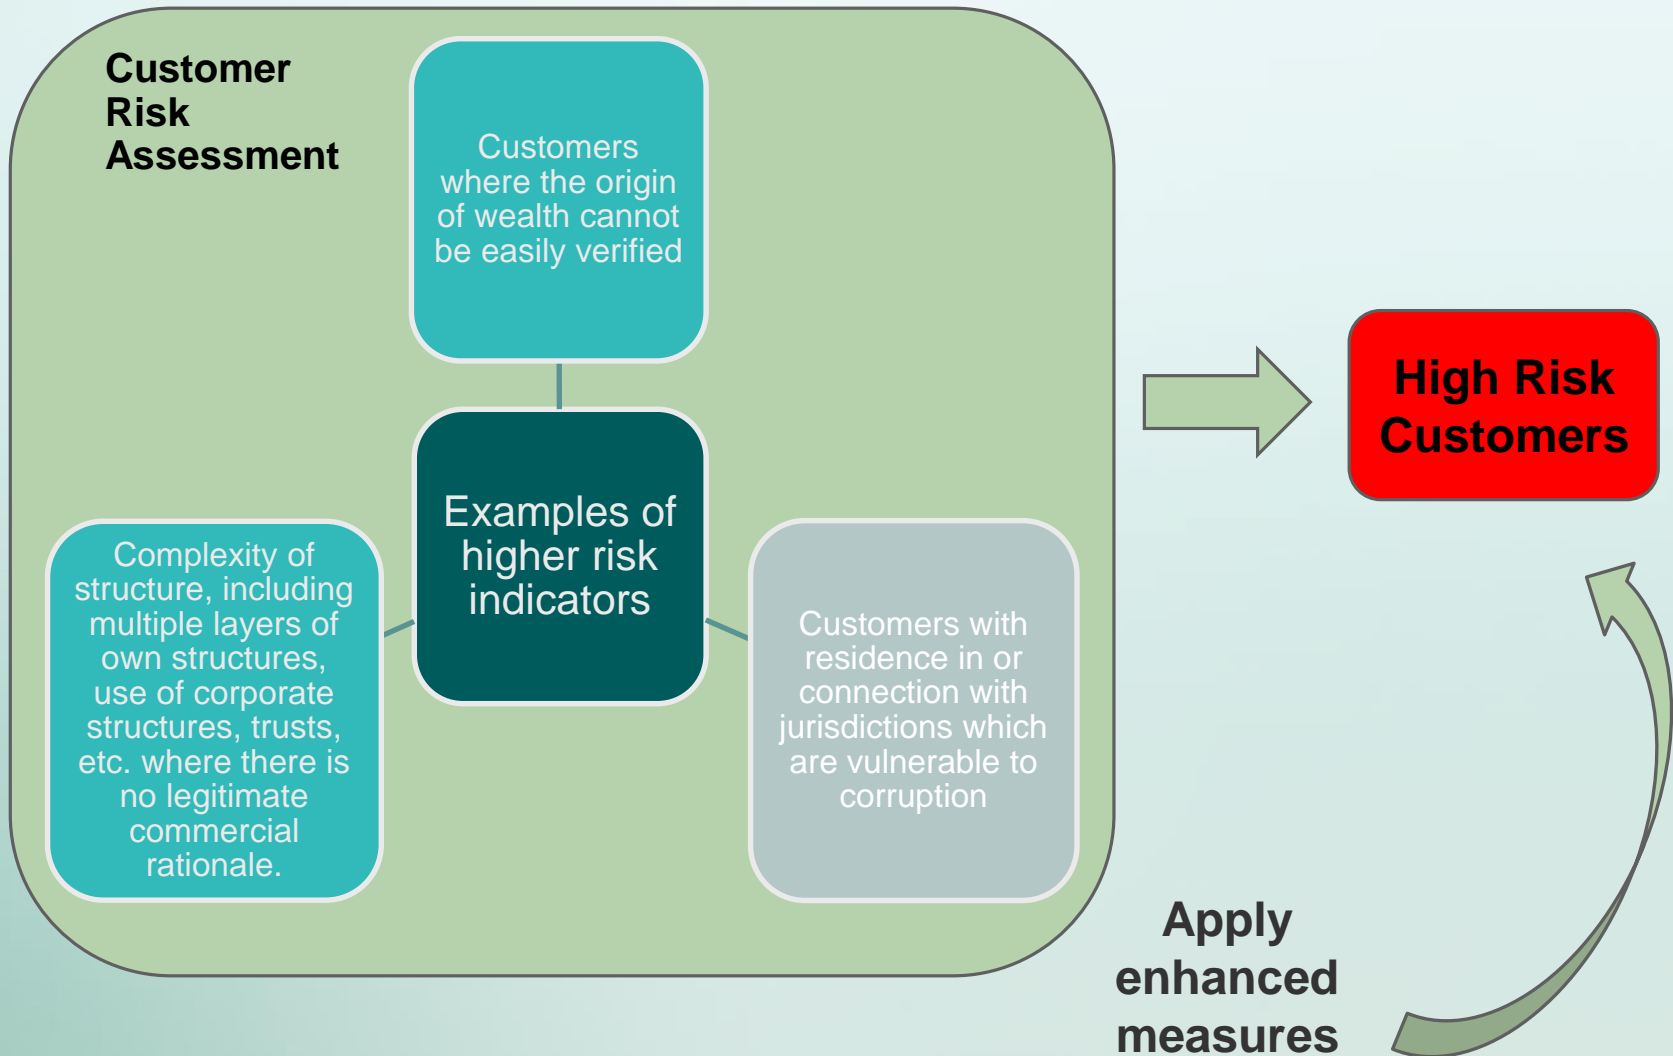 Customer
Risk
Assessment
Customers
where the origin
of wealth cannot
be easily verified
Examples of
higher risk
indicators
Complexity of
structure, including
multiple layers of
own structures,
use of corporate
structures, trusts,
etc. where there is
no legitimate
commercial
rationale.
Customers with
residence in or
connection with
jurisdictions which
are vulnerable to
corruption
High Risk
Customers
Apply
enhanced
measures